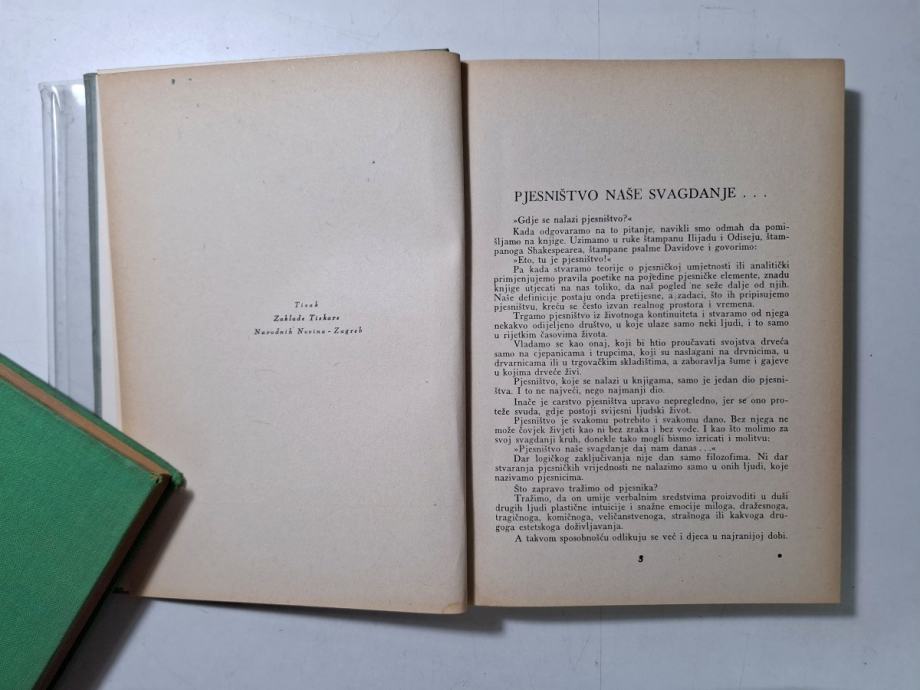 Tisak
Zaklade Tiskare
Narodnih Novina - Zagreb
PJESNIŠTVO NAŠE SVAGDANJE . . .
»Gdje se nalazi pjesništvo?«
Kada odgovaramo na to pitanje, navikli smo odmah da pomi-
šljamo na knjige. Uzimamo u ruke štampanu Ilijadu i Odiseju, štam-
panoga Shakespearea, štampane psalme Davidove i govorimo:
»Eto, tu je pjesništvo!«
Pa kada stvaramo teorije o pjesničkoj umjetnosti ili analitički
primjenjujemo pravila poetike na pojedine pjesničke elemente, znadu
knjige utjecati na nas toliko, da naš pogled ne seže dalje od njih.
Naše definicije postaju onda pretijesne, a zadaci, što ih pripisujemo
pjesništvu, kreću se često izvan realnog prostora i vremena.
Trgamo pjesništvo iz životnoga kontinuiteta i stvaramo od njega
nekakvo odijeljeno društvo, u koje ulaze samo neki ljudi, i to samo
u rijetkim časovima života.
Vladamo se kao onaj, koji bi htio proučavati svojstva drveća
samo na cjepanicama i trupcima, koji su naslagani na drvnicima, u
drvarnicama ili u trgovačkim skladištima, a zaboravlja šume i gajeve
u kojima drveće živi.
Pjesništvo, koje se nalazi u knjigama, samo je jedan dio pjesni-
štva. I to ne najveći, nego najmanji dio.
Inače je carstvo pjesništva upravo nepregledno, jer se ono pro-
teže svuda, gdje postoji svijesni ljudski život.
Pjesništvo je svakomu potrebito i svakomu dano. Bez njega ne
može čovjek živjeti kao ni bez zraka i bez vode. I kao što molimo za
svoj svagdanji kruh, donekle tako mogli bismo izricati i molitvu:
»Pjesništvo naše svagdanje daj nam danas . . .«
Dar logičkog zaključivanja nije dan samo filozofima. Ni dar
stvaranja pjesničkih vrijednosti ne nalazimo samo u onih ljudi, koje
nazivamo pjesnicima.
Što zapravo tražimo od pjesnika?
Tražimo, da on umije verbalnim sredstvima proizvoditi u duši
drugih ljudi plastične intuicije i snažne emocije miloga, dražesnoga,
tragičnoga, komičnoga, veličanstvenoga, strašnoga ili kakvoga dru-
goga estetskoga doživljavanja.
A takvom sposobnošću odlikuju se već i djeca u najranijoj dobi.
5